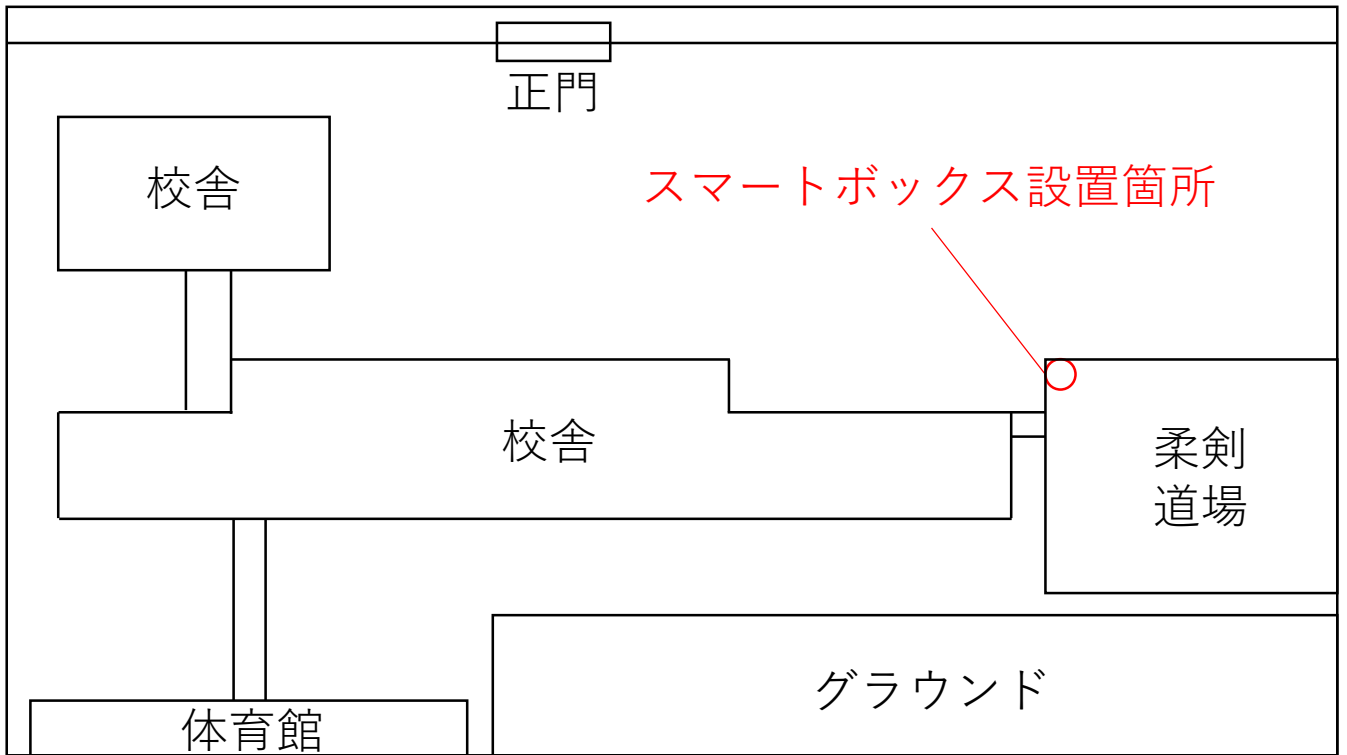 正門
校舎
スマートボックス設置箇所
校舎
柔剣
道場
グラウンド
体育館